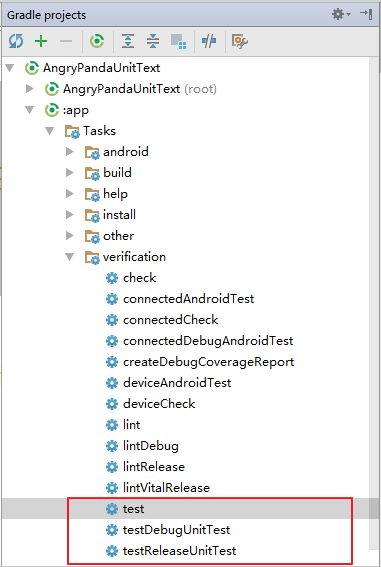 Gradle projects
AngryPandaUnitText
AngryPandaUnitText (root)
:app
Tasks
android
build
help
install
other
verification
check
connectedAndroidTest
connectedCheck
connectedDebugAndroidTest
createDebugCoverageReport
deviceAndroidTest
deviceCheck
lint
lintDebug
lintRelease
lintVitalRelease
test
testDebugUnitTest
testReleaseUnitTest